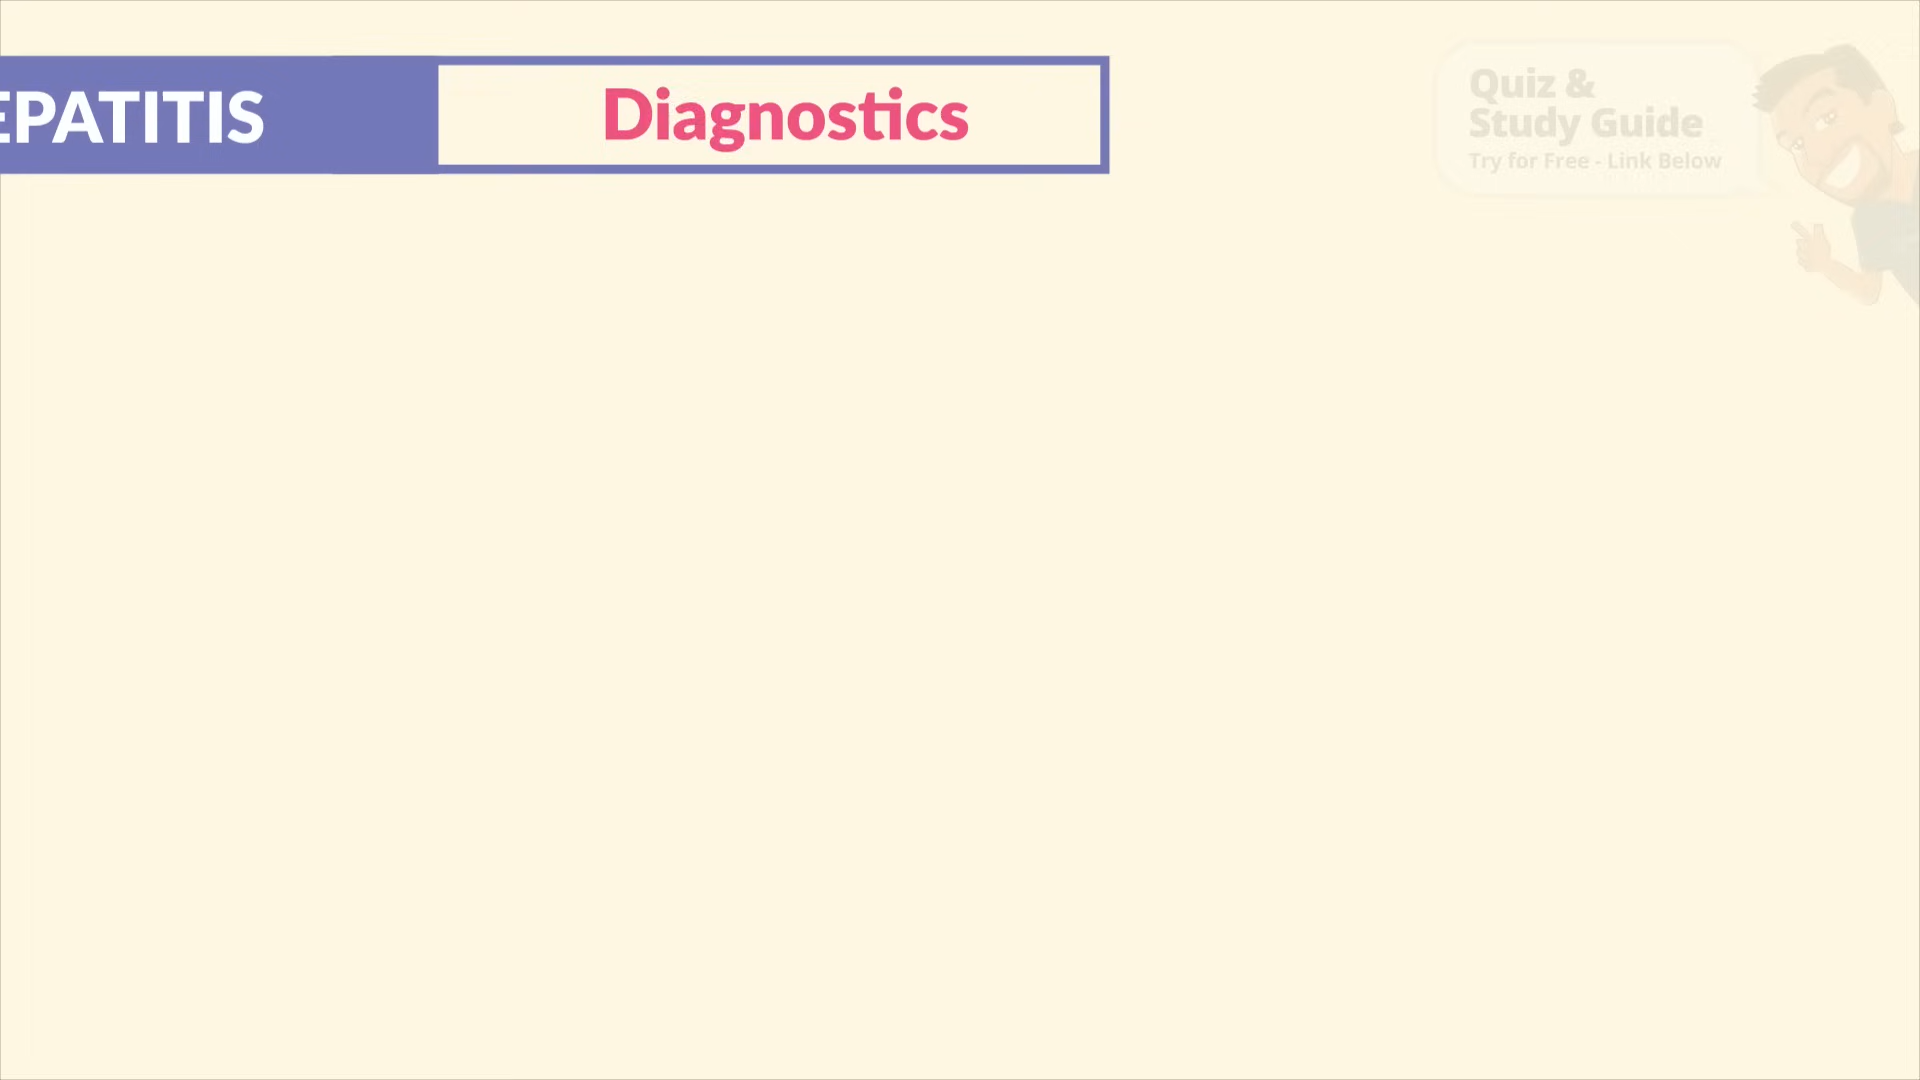 EPATITIS
Diagnostics
Quiz &
Study Guide
Try for Free - Link Below